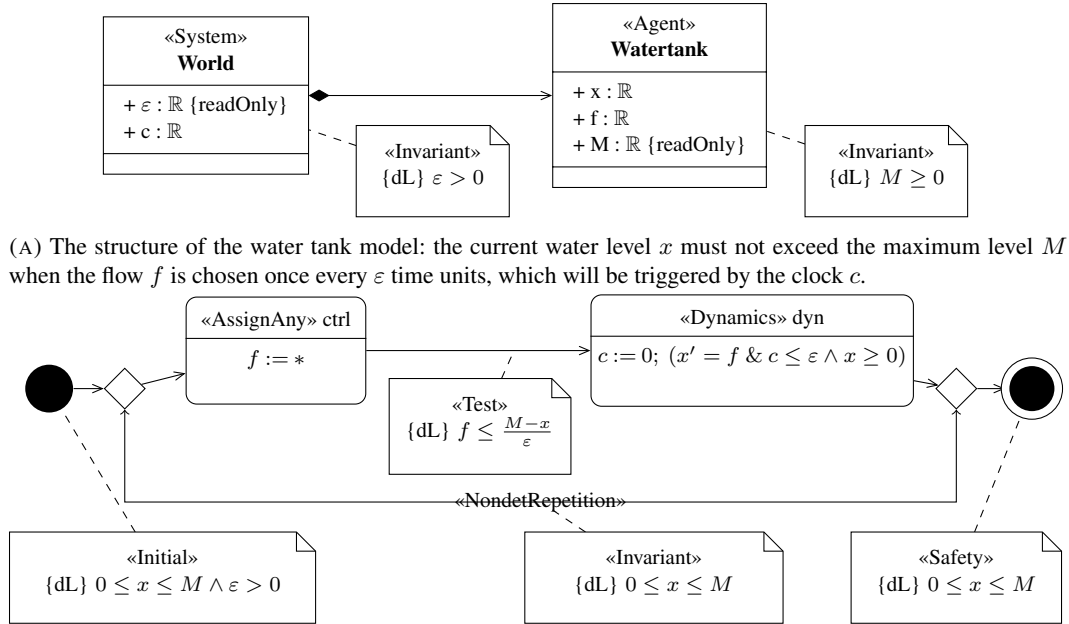 «System»
World
+ ε : ℝ {readOnly}
+ c : ℝ
«Invariant»
{dL} ε > 0
«Agent»
Watertank
+ x : ℝ
+ f : ℝ
+ M : ℝ {readOnly}
«Invariant»
{dL} M ≥ 0
(A) The structure of the water tank model: the current water level x must not exceed the maximum level M
when the flow f is chosen once every ε time units, which will be triggered by the clock c.
«AssignAny» ctrl
f := ∗
«Test»
{dL} f ≤ \frac{M−x}{ε}
«Dynamics» dyn
c := 0; (x′ = f & c ≤ ε ∧ x ≥ 0)
«NondetRepetition»
«Initial»
{dL} 0 ≤ x ≤ M ∧ ε > 0
«Invariant»
{dL} 0 ≤ x ≤ M
«Safety»
{dL} 0 ≤ x ≤ M